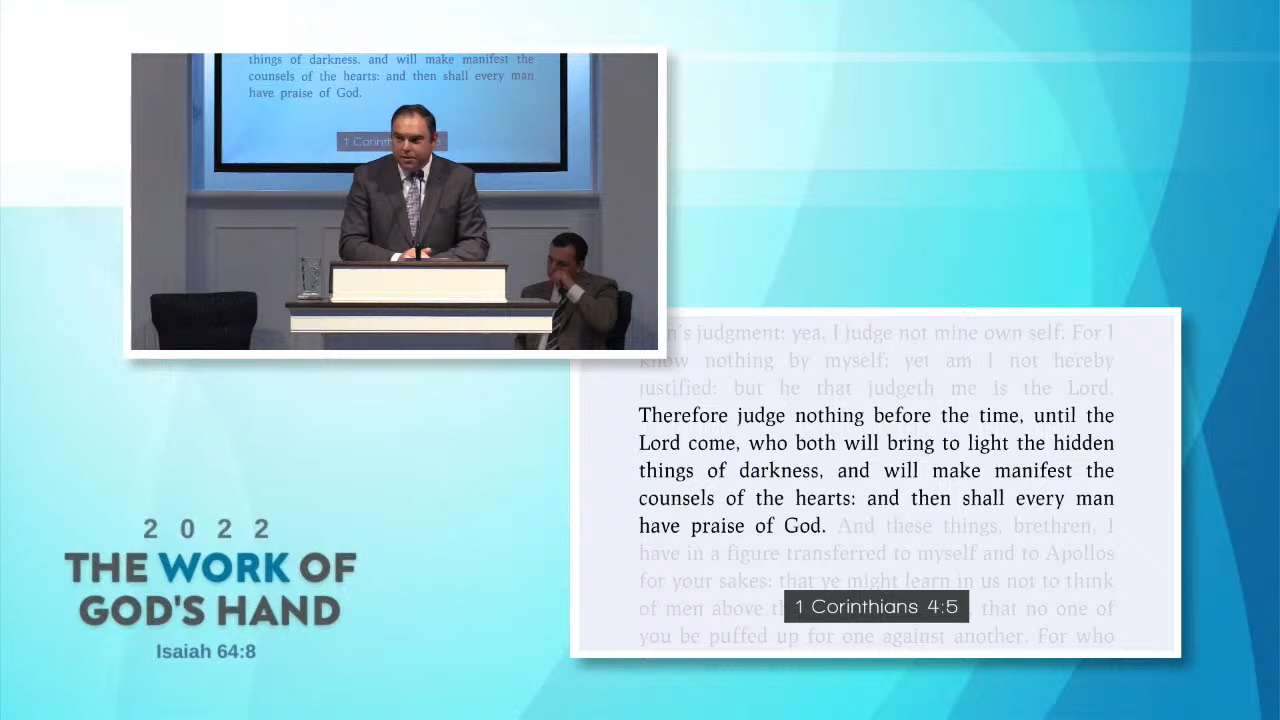 things of darkness, and will make manifest the
counsels of the hearts: and then shall every man
have praise of God.
1 Corinth
judgment: yea, I judge not mine own self. For I
know nothing by myself; yet am I not hereby
justified: but he that judgeth me is the Lord.
Therefore judge nothing before the time, until the
Lord come, who both will bring to light the hidden
things of darkness, and will make manifest the
counsels of the hearts: and then shall every man
have praise of God. And these things, brethren, I
have in a figure transferred to myself and to Apollos
for your sakes; that ye might learn in us not to think
of men above that no one of
1 Corinthians 4:5
you be puffed up for one against another. For who
2022
THE WORK OF
GOD'S HAND
Isaiah 64:8